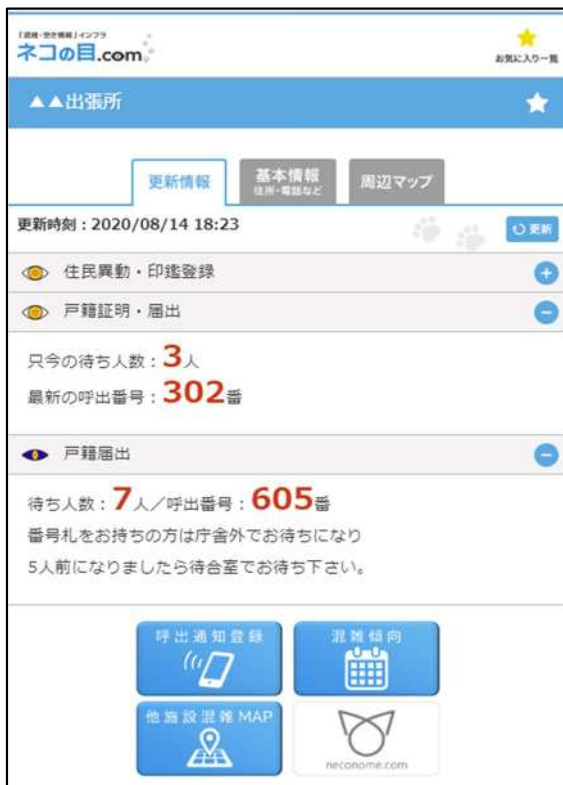 「混雑・空き情報」インフラ
ネコの目.com
お気に入り一覧
▲▲出張所
更新情報
基本情報
住所・電話など
周辺マップ
更新時刻：2020/08/14 18:23
更新
住民異動・印鑑登録
戸籍証明・届出
只今の待ち人数：3人
最新の呼出番号：302番
戸籍届出
待ち人数：7人／呼出番号：605番
番号札をお持ちの方は庁舎外でお待ちになり
5人前になりましたら待合室でお待ち下さい。
呼出通知登録
混雑傾向
他施設混雑MAP
neconome.com